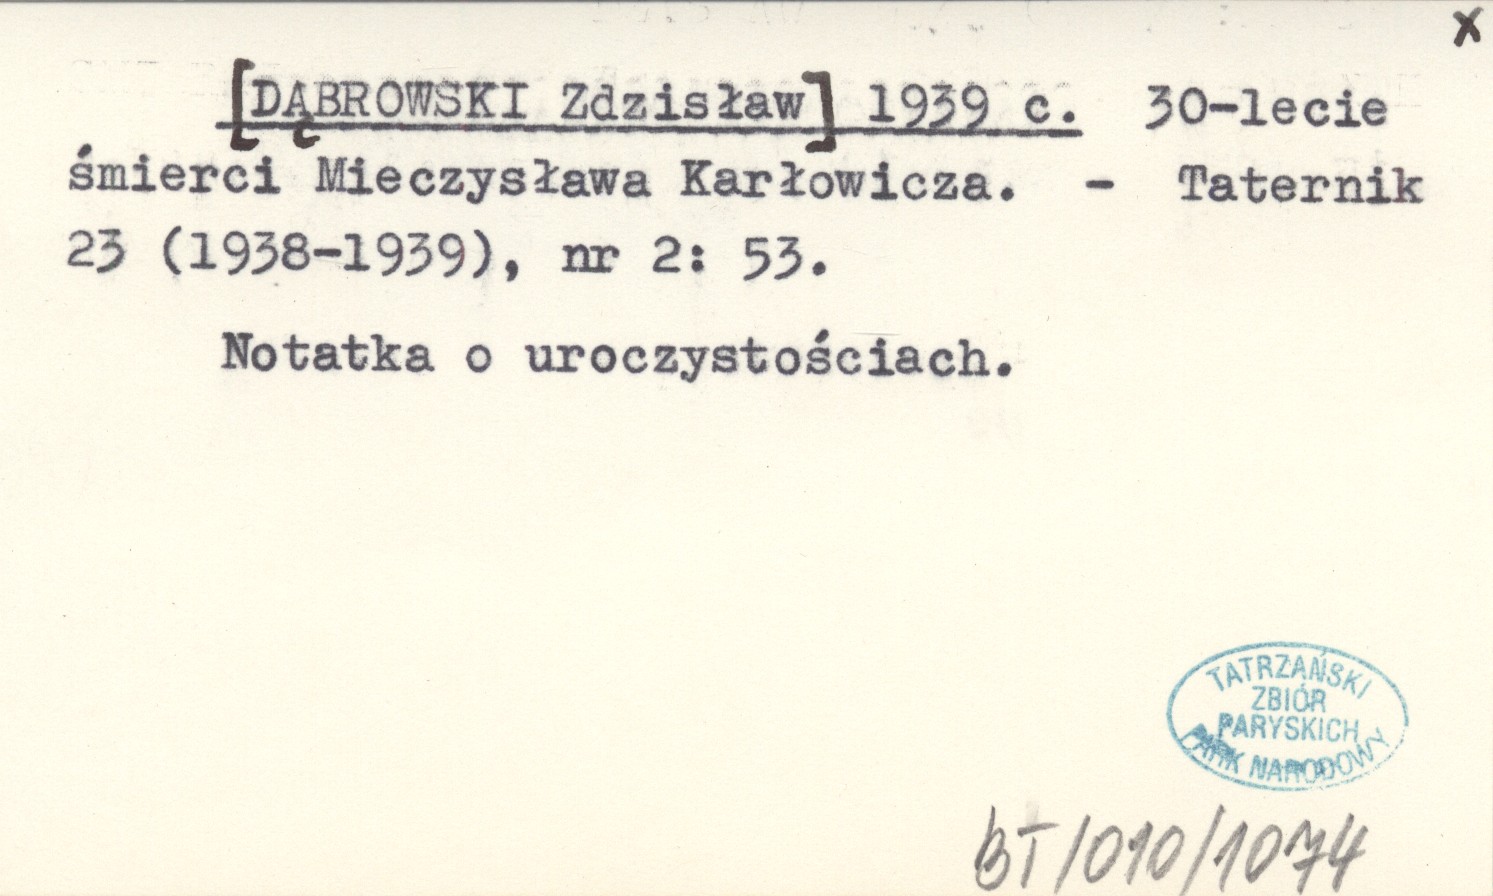 x
[DĄBROWSKI Zdzisław] 1939 c. 30-lecie
śmierci Mieczysława Karłowicza. - Taternik
23 (1938-1939), nr 2: 53.
Notatka o uroczystościach.
TATRZAŃSKI
ZBIÓR
PARYSKICH
PARK NARODOWY
BT/010/1074